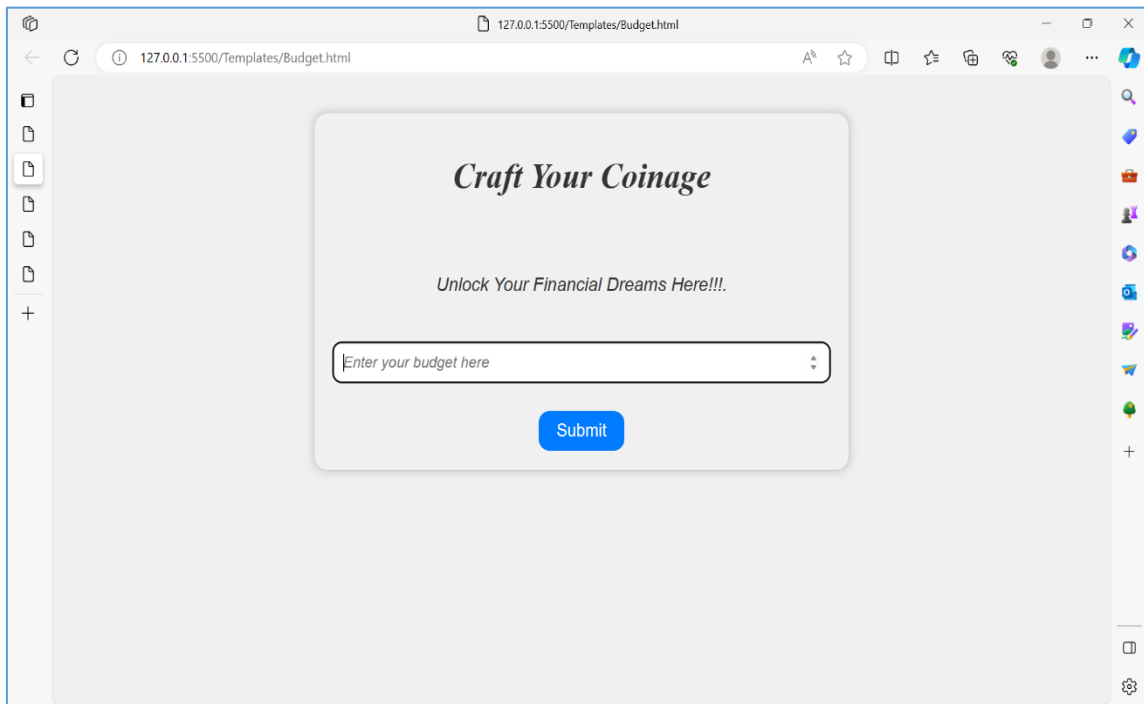 127.0.0.1:5500/Templates/Budget.html
127.0.0.1:5500/Templates/Budget.html
Craft Your Coinage
Unlock Your Financial Dreams Here!!!.
Enter your budget here
Submit